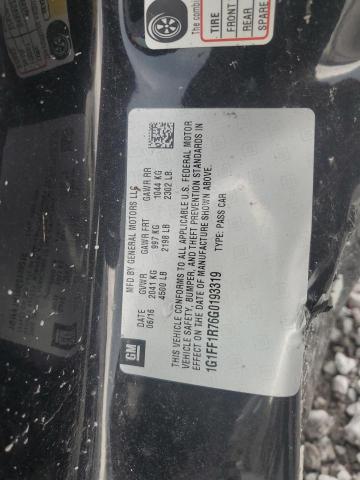 The combin
TIRE
FRONT
REAR
SPARE
GM
MFD BY GENERAL MOTORS LLC
DATE GVWR GAWR FRT GAWR RR
06/16 2041 KG 997 KG 1044 KG
4500 LB 2198 LB 2302 LB
THIS VEHICLE CONFORMS TO ALL APPLICABLE U.S. FEDERAL MOTOR
VEHICLE SAFETY, BUMPER, AND THEFT PREVENTION STANDARDS IN
EFFECT ON THE DATE OF MANUFACTURE SHOWN ABOVE.
1G1FF1R76G0193319 TYPE: PASS CAR